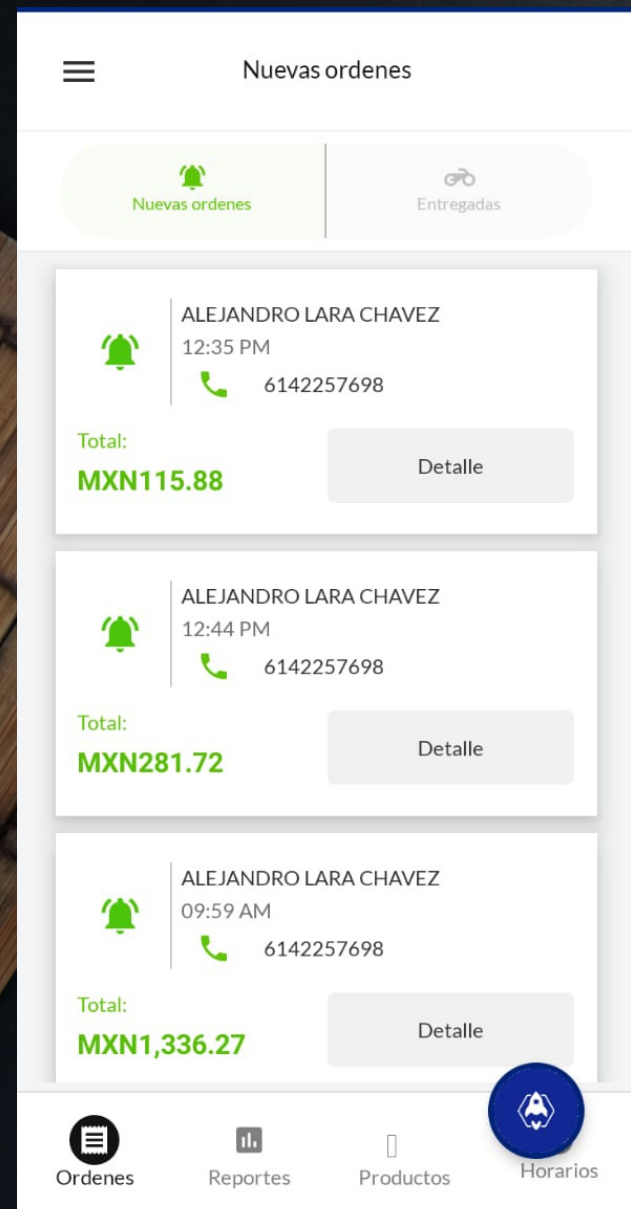 Nuevas ordenes
Nuevas ordenes
Entregadas
ALEJANDRO LARA CHAVEZ
12:35 PM
6142257698
Total:
MXN115.88
Detalle
ALEJANDRO LARA CHAVEZ
12:44 PM
6142257698
Total:
MXN281.72
Detalle
ALEJANDRO LARA CHAVEZ
09:59 AM
6142257698
Total:
MXN1,336.27
Detalle
Ordenes
Reportes
Productos
Horarios